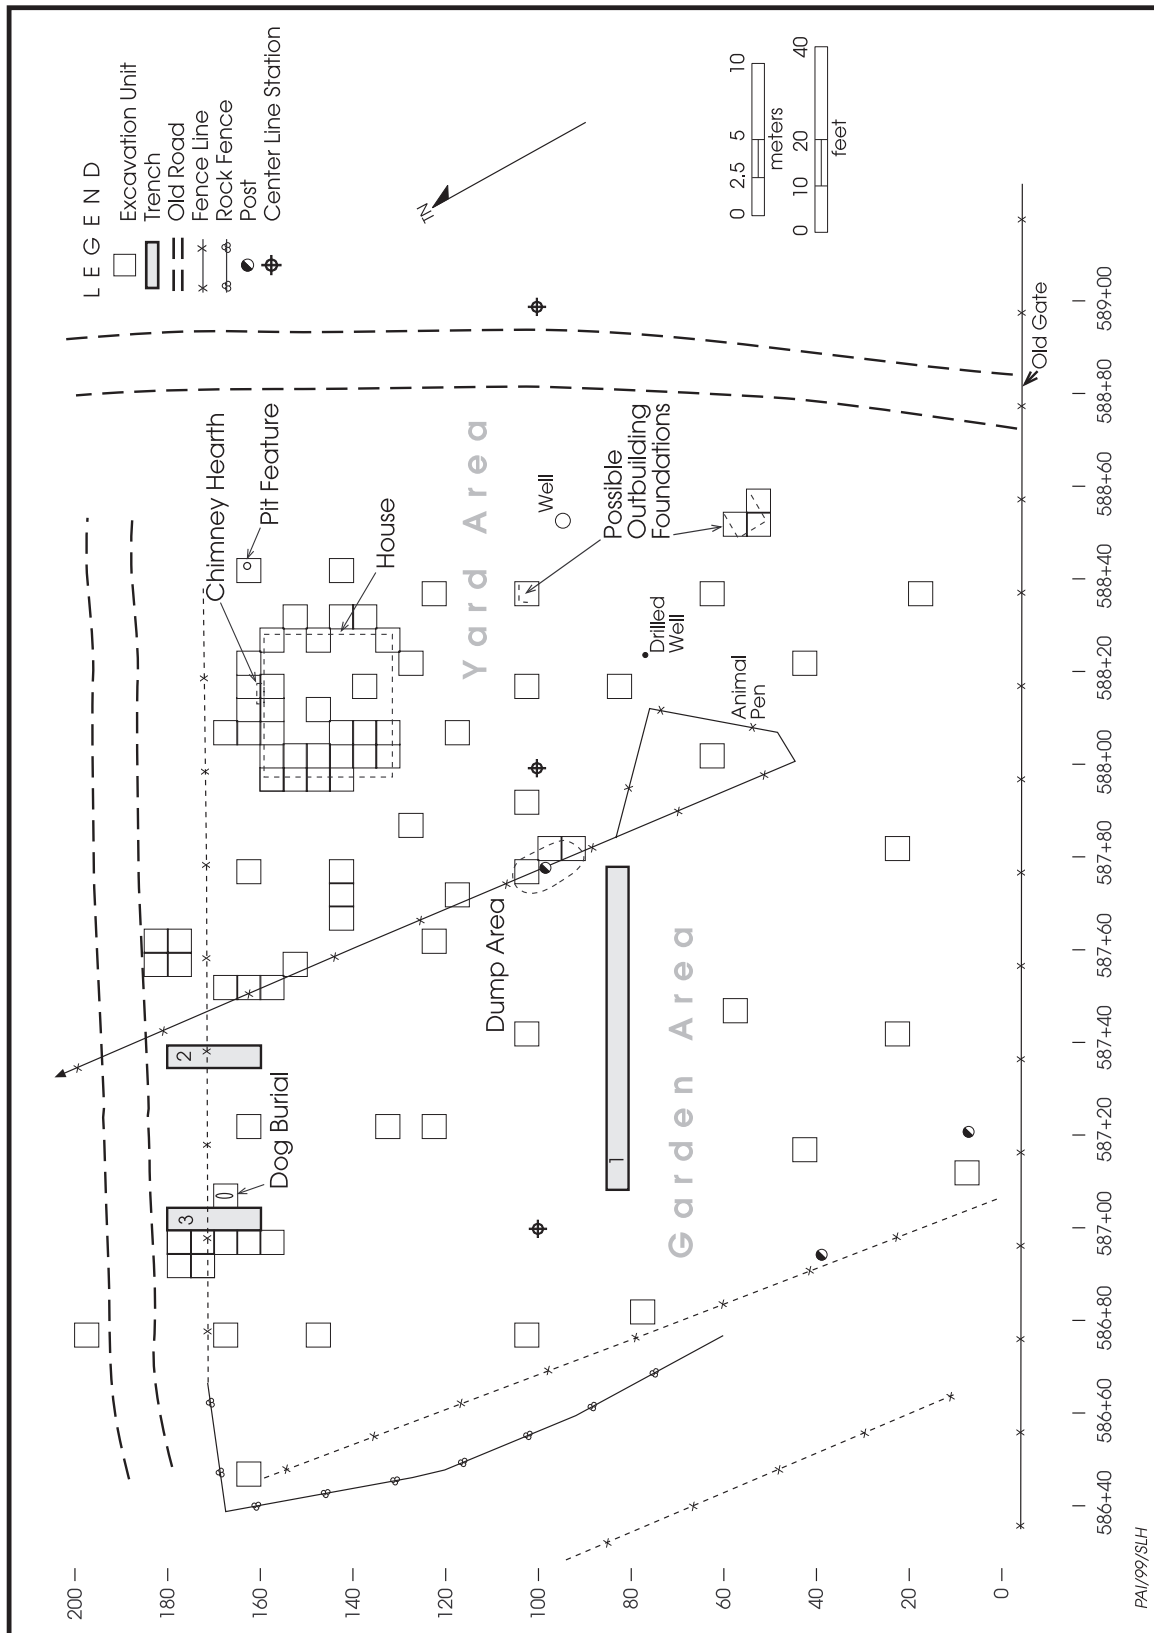 LEGEND
Excavation Unit
Trench
Old Road
Fence Line
Rock Fence
Post
Center Line Station
TN
0 2.5 5 10
meters
0 10 20 40
feet
Chimney Hearth
Pit Feature
House
Yard Area
Well
Possible
Outbuilding
Foundations
Drilled
Well
Animal
Pen
Old Gate
Dump Area
Garden Area
Dog Burial
1
2
3
200
180
160
140
120
100
80
60
40
20
0
586+40
586+60
586+80
587+00
587+20
587+40
587+60
587+80
588+00
588+20
588+40
588+60
588+80
589+00
PAI/99/SLH